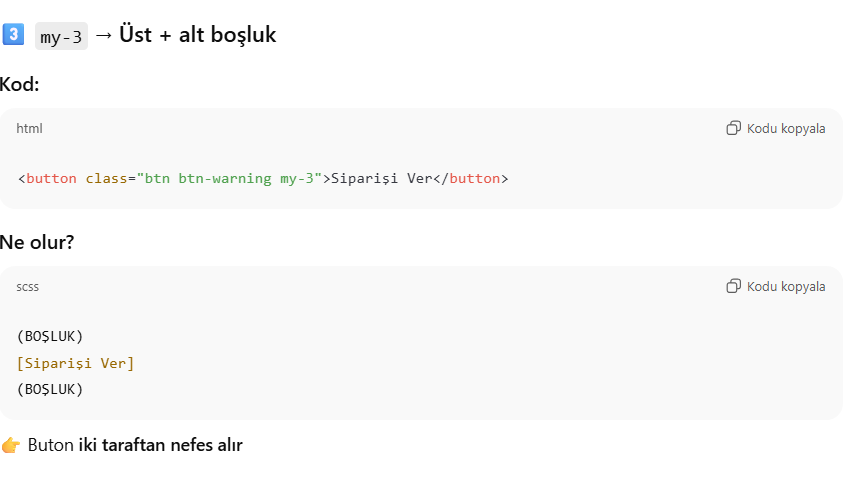 3 my-3 → Üst + alt boşluk
Kod:
html Kodu kopyala
<button class="btn btn-warning my-3">Siparişi Ver</button>
Ne olur?
scss Kodu kopyala
(BOŞLUK)
[Siparişi Ver]
(BOŞLUK)
👉 Buton iki taraftan nefes alır